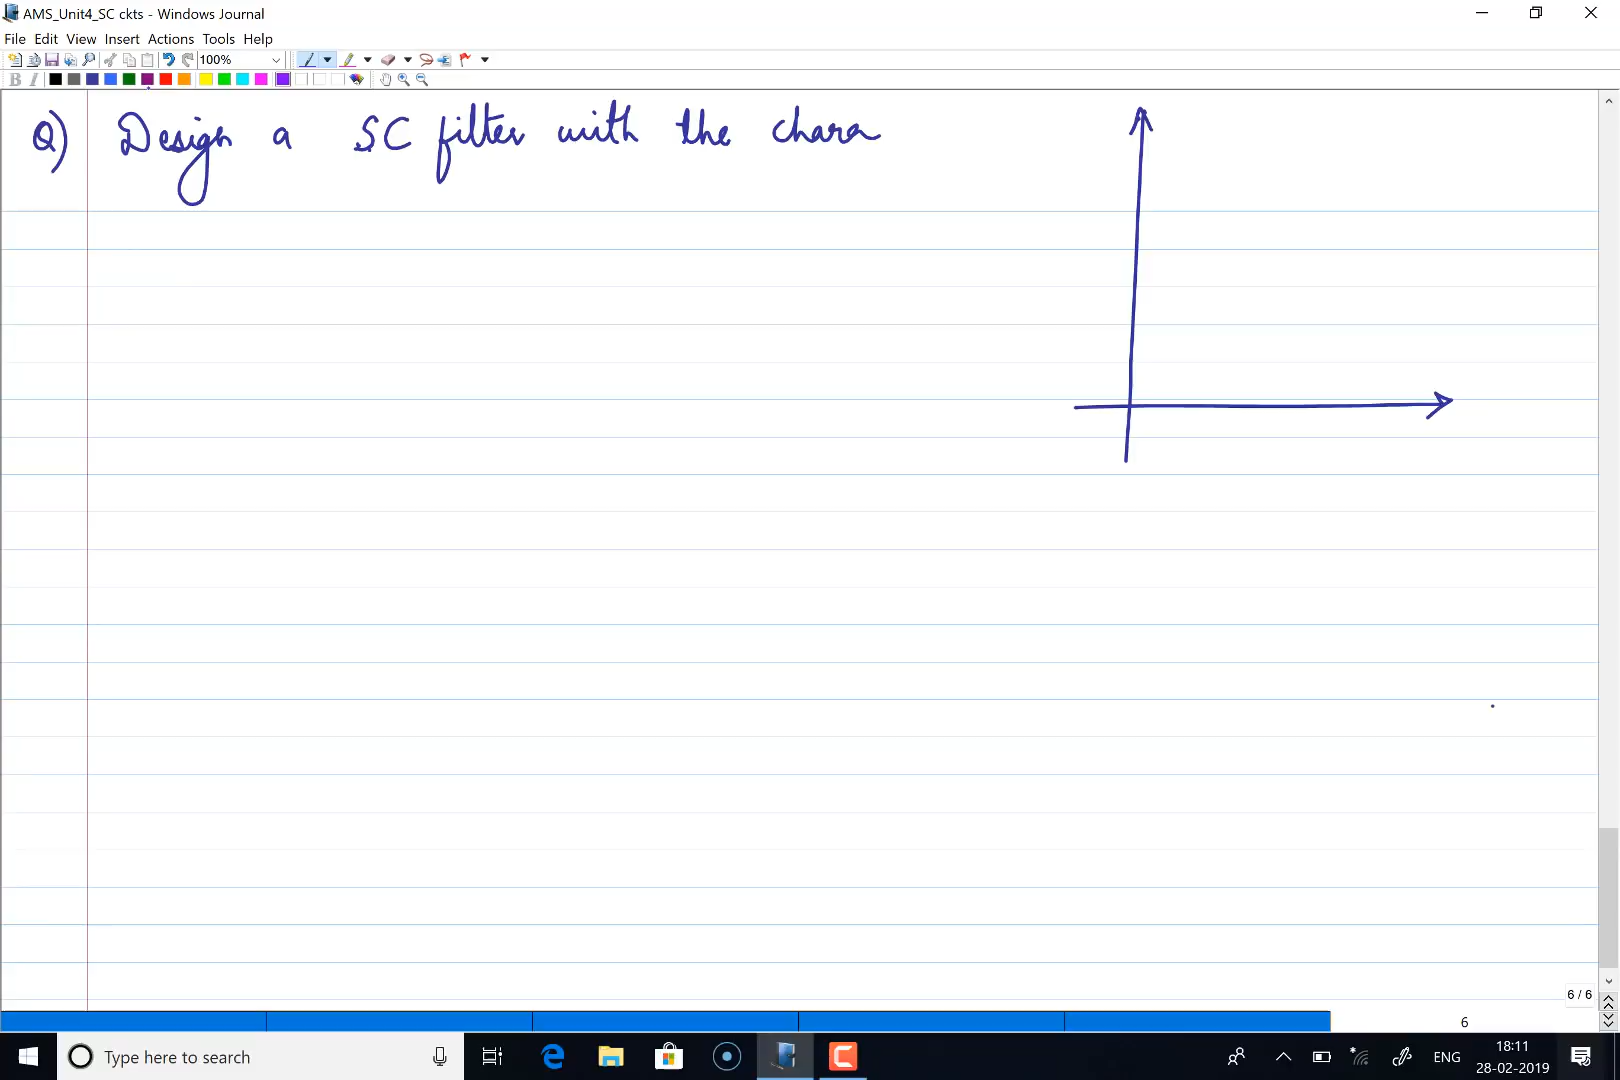 AMS_Unit4_SC ckts - Windows Journal
File Edit View Insert Actions Tools Help
100%
B I
Q) Design a SC filter with the chara
6 / 6
6
Type here to search
ENG
18:11
28-02-2019